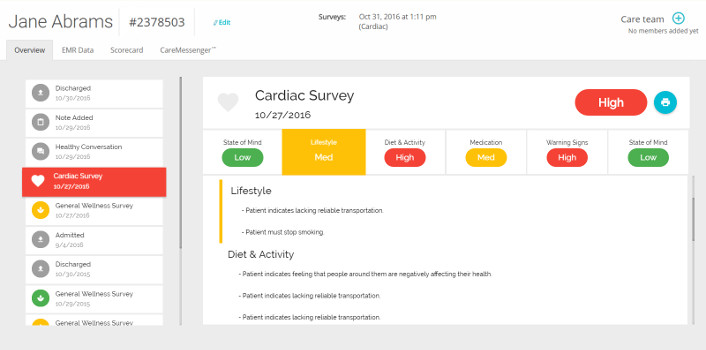 Jane Abrams #2378503 Edit
Surveys: Oct 31, 2016 at 1:11 pm
(Cardiac)
Care team
No members added yet
Overview EMR Data Scorecard CareMessenger™
Discharged
10/30/2016
Note Added
10/29/2016
Healthy Conversation
10/29/2016
Cardiac Survey
10/27/2016
General Wellness Survey
10/27/2016
Admitted
9/4/2016
Discharged
10/30/2015
General Wellness Survey
10/29/2015
General Wellness Survey
Cardiac Survey
10/27/2016
High
State of Mind Lifestyle Diet & Activity Medication Warning Signs State of Mind
Low Med High Med High Low
Lifestyle
- Patient indicates lacking reliable transportation.
- Patient must stop smoking.
Diet & Activity
- Patient indicates feeling that people around them are negatively affecting their health.
- Patient indicates lacking reliable transportation.
- Patient indicates lacking reliable transportation.